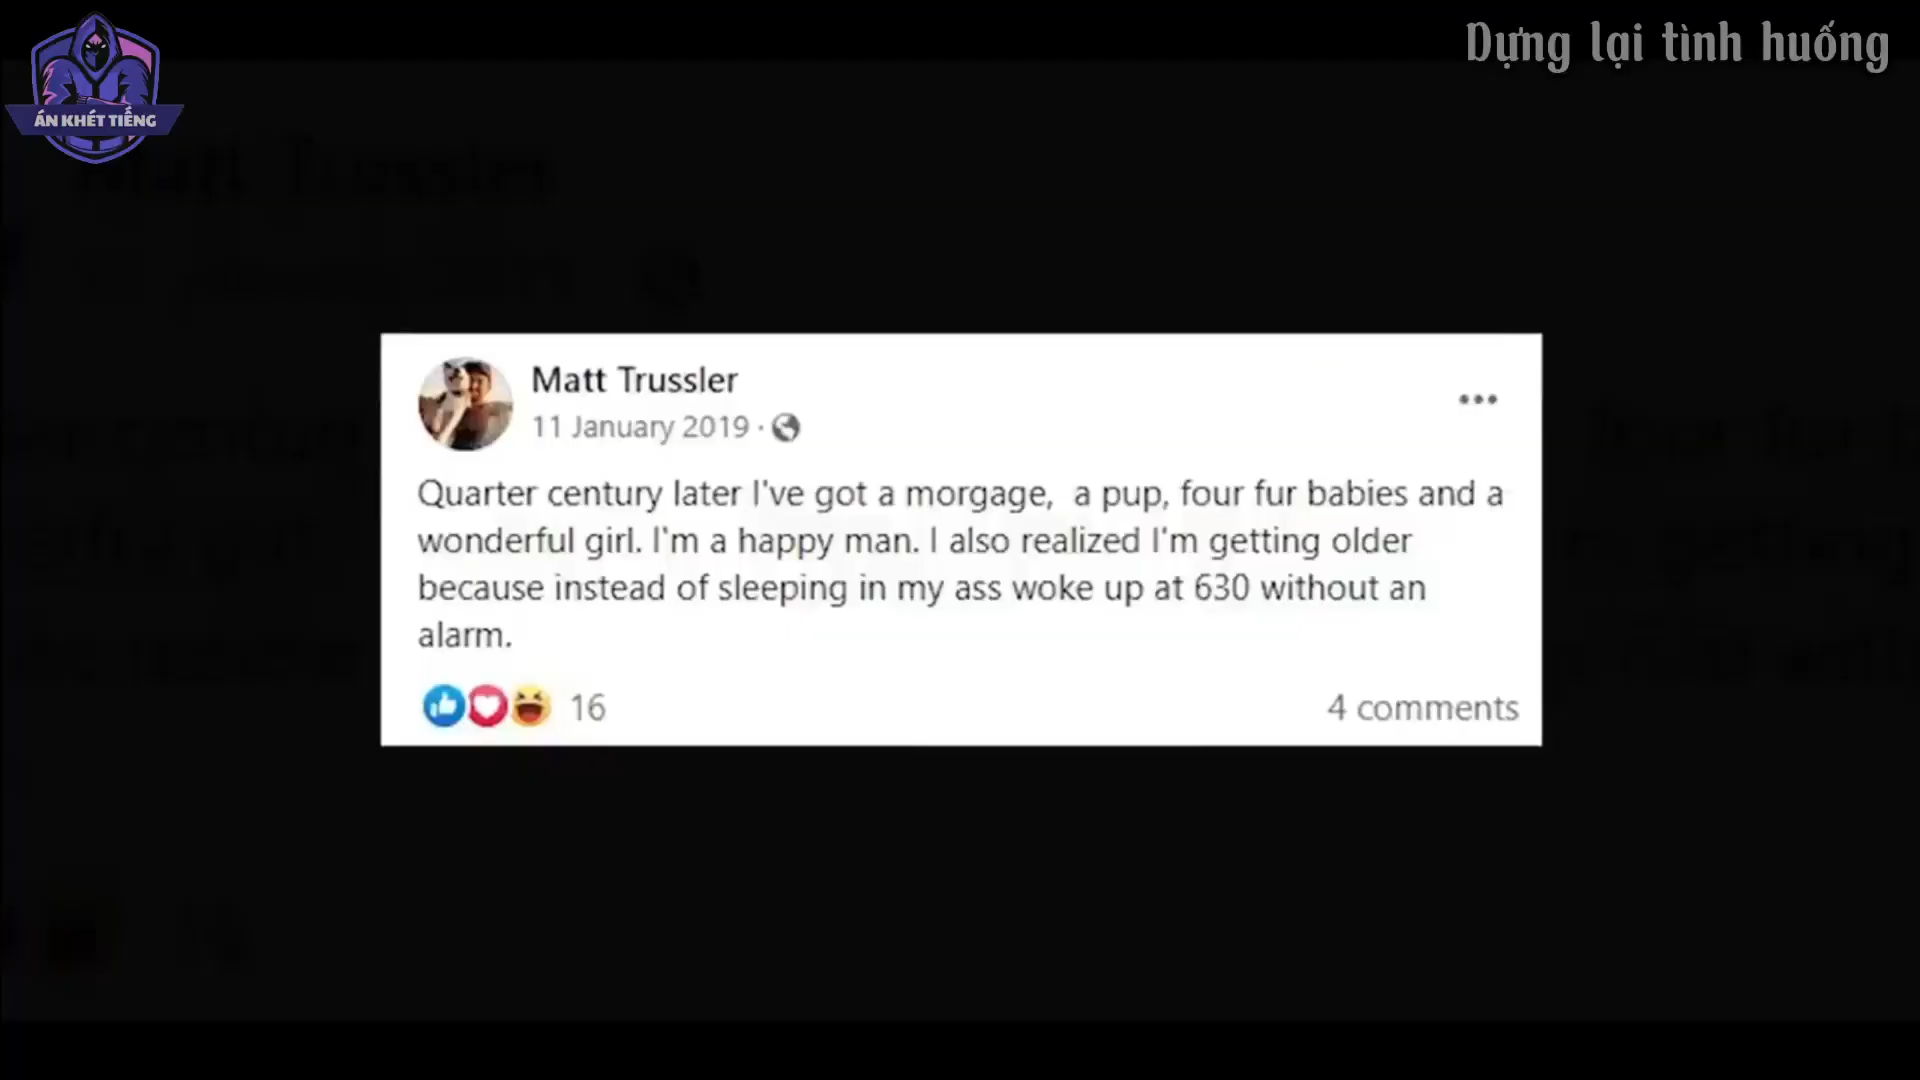 Dựng lại tình huống
ÁN KHÉT TIẾNG
Matt Trussler
11 January 2019 ·
Quarter century later I've got a morgage, a pup, four fur babies and a
wonderful girl. I'm a happy man. I also realized I'm getting older
because instead of sleeping in my ass woke up at 630 without an
alarm.
16
4 comments